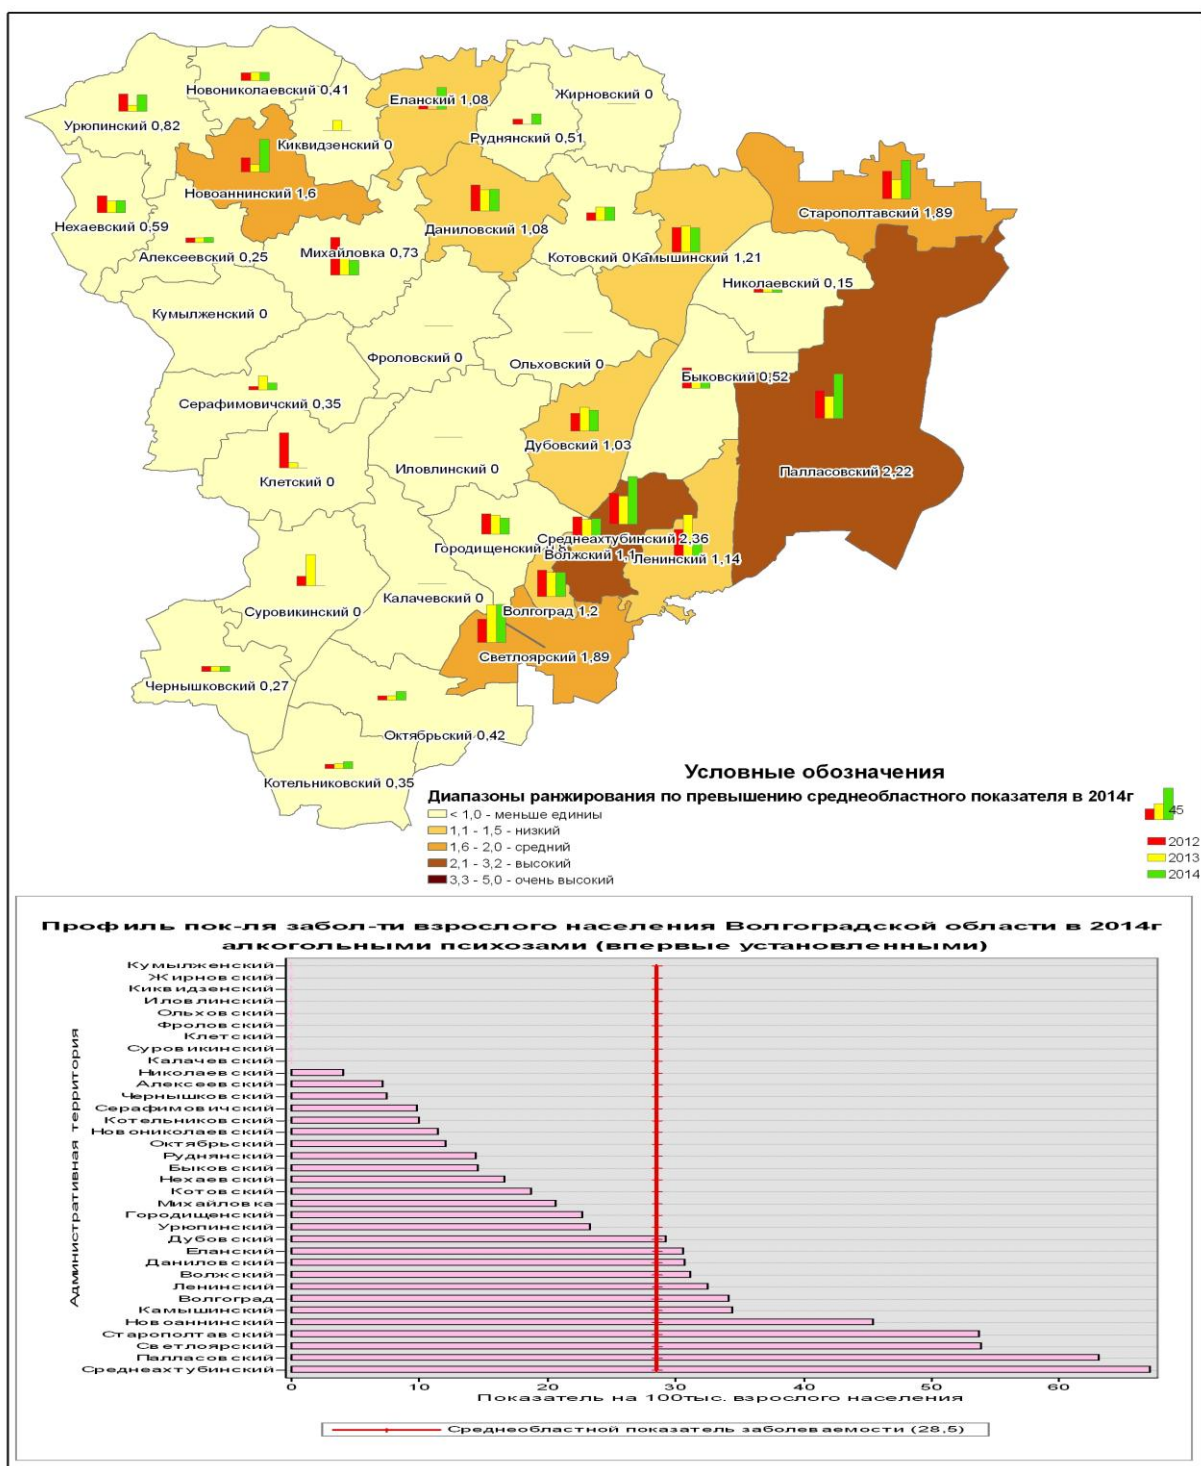 Новониколаевский 0,41
Еланский 1,08
Жирновский 0
Урюпинский 0,82
Руднянский 0,51
Киквидзенский 0
Новоаннинский 1,6
Старополтавский 1,89
Нехаевский 0,59
Даниловский 1,08
Алексеевский 0,25
Михайловка 0,73
Котовский 0
Камышинский 1,21
Николаевский 0,15
Кумылженский 0
Фроловский 0
Ольховский 0
Быковский 0,52
Серафимовичский 0,35
Дубовский 1,03
Клетский 0
Иловлинский 0
Палласовский 2,22
Городищенский
Среднеахтубинский 2,36
Волжский 1,1
Ленинский 1,14
Суровикинский 0
Калачевский 0
Волгоград 1,2
Светлоярский 1,89
Чернышковский 0,27
Октябрьский 0,42
Котельниковский 0,35
Условные обозначения
Диапазоны ранжирования по превышению среднеобластного показателя в 2014г
< 1,0 - меньше единиы
1,1 - 1,5 - низкий
1,6 - 2,0 - средний
2,1 - 3,2 - высокий
3,3 - 5,0 - очень высокий
45
2012
2013
2014
Профиль пок-ля забол-ти взрослого населения Волгоградской области в 2014г
алкогольными психозами (впервые установленными)
Административная территория
Кумылженский
Жирновский
Киквидзенский
Иловлинский
Ольховский
Фроловский
Клетский
Суровикинский
Калачевский
Николаевский
Алексеевский
Чернышковский
Серафимовичский
Котельниковский
Новониколаевский
Октябрьский
Руднянский
Быковский
Нехаевский
Котовский
Михайловка
Городищенский
Урюпинский
Дубовский
Еланский
Даниловский
Волжский
Ленинский
Волгоград
Камышинский
Новоаннинский
Старополтавский
Светлоярский
Палласовский
Среднеахтубинский
0 10 20 30 40 50 60
Показатель на 100тыс. взрослого населения
Среднеобластной показатель заболеваемости (28,5)